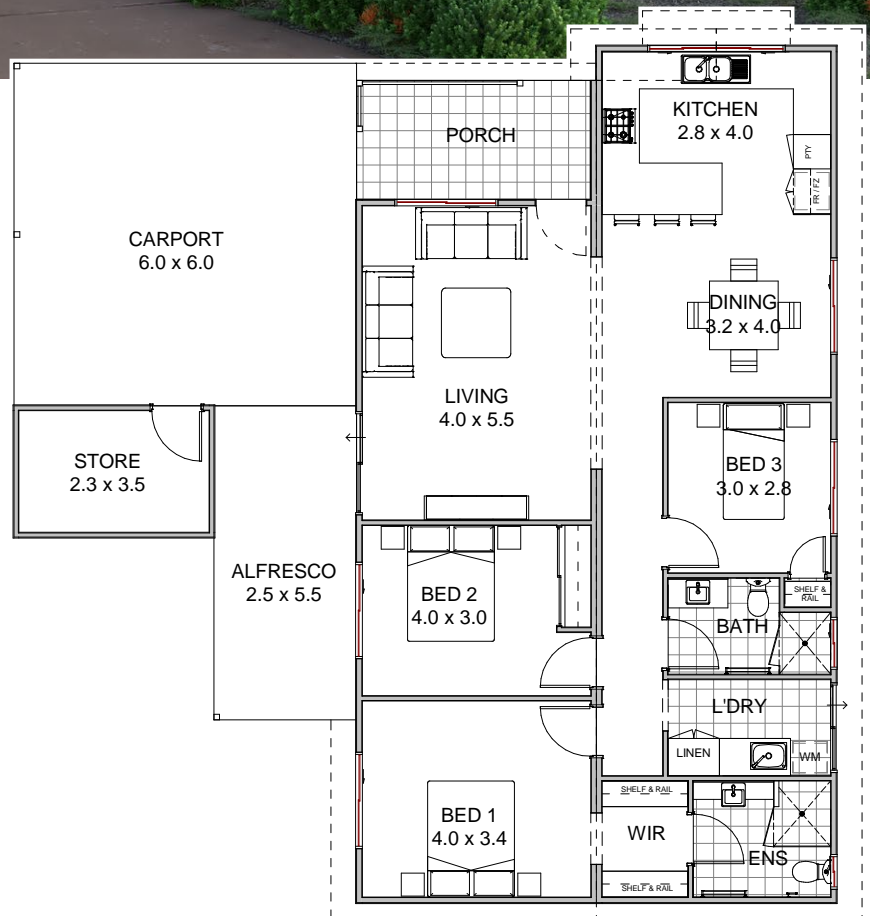 KITCHEN
2.8 x 4.0
PORCH
PTY
FR / FZ
CARPORT
6.0 x 6.0
DINING
3.2 x 4.0
LIVING
4.0 x 5.5
STORE
2.3 x 3.5
BED 3
3.0 x 2.8
ALFRESCO
2.5 x 5.5
BED 2
4.0 x 3.0
SHELF &
RAIL
BATH
L'DRY
LINEN
WM
SHELF & RAIL
BED 1
4.0 x 3.4
WIR
ENS
SHELF & RAIL